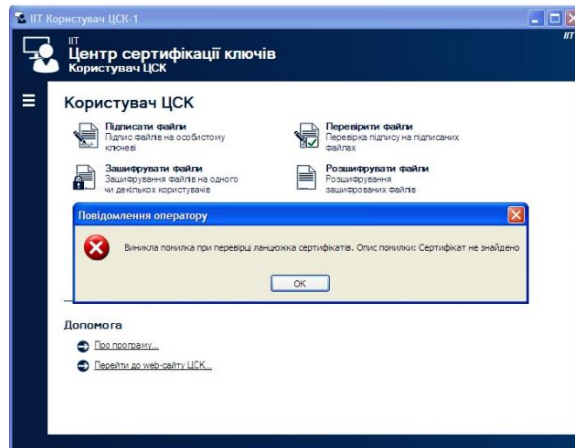 ІІТ Користувач ЦСК-1
ІІТ
ІІТ
Центр сертифікації ключів
Користувач ЦСК
Користувач ЦСК
Підписати файли
Підпис файлів на особистому
ключеві
Перевірити файли
Перевірка підпису на підписаних
файлах
Зашифрувати файли
Зашифрування файлів на одного
чи декількох користувачів
Розшифрувати файли
Розшифрування
зашифрованих файлів
Повідомлення оператору
Виникла помилка при перевірці ланцюжка сертифікатів. Опис помилки: Сертифікат не знайдено
OK
Допомога
Про програму...
Перейти до web-сайту ЦСК...